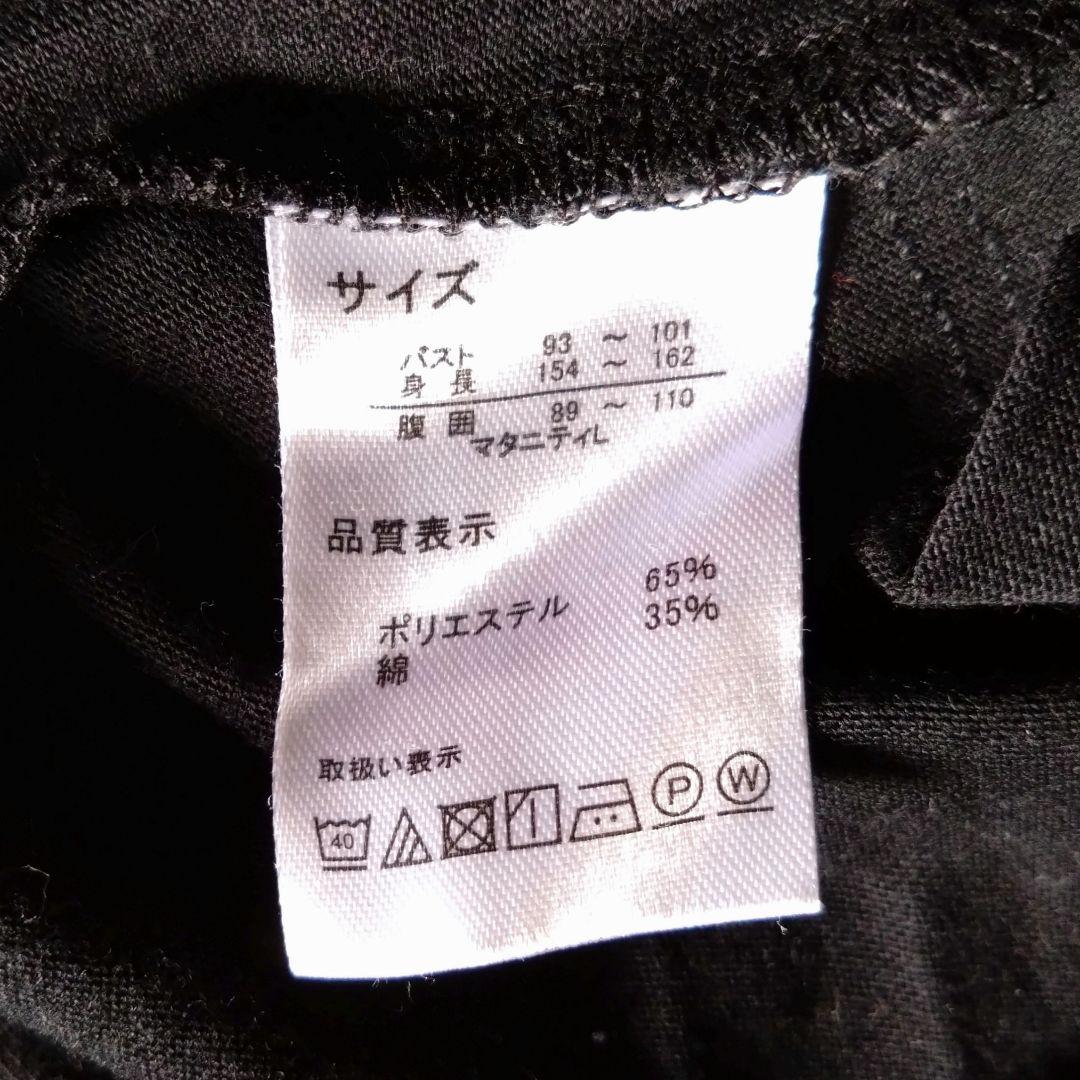 サイズ
バスト 93 ～ 101
身長 154 ～ 162
腹囲 89 ～ 110
マタニティL
品質表示
ポリエステル 65%
綿 35%
取扱い表示
40 P W